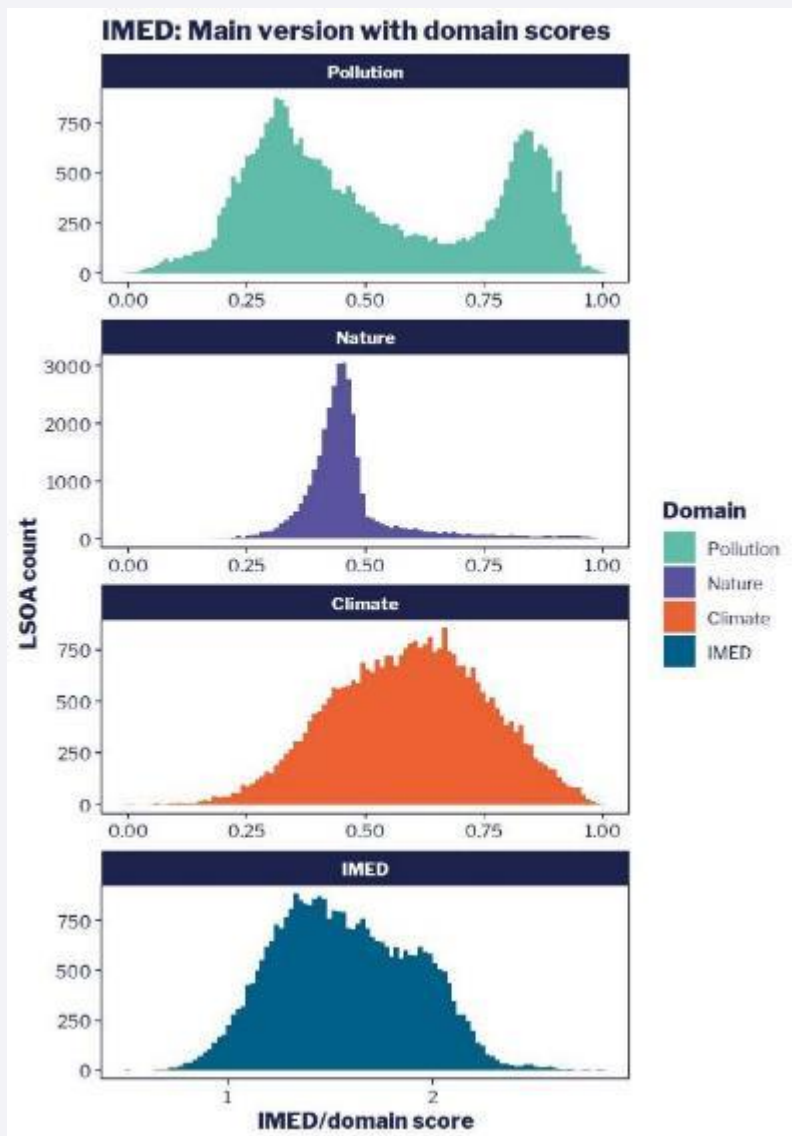 IMED: Main version with domain scores
Pollution
750
500
250
0
0.00 0.25 0.50 0.75 1.00
Nature
3000
2000
1000
0
0.00 0.25 0.50 0.75 1.00
Climate
750
500
250
0
0.00 0.25 0.50 0.75 1.00
IMED
750
500
250
0
1 2
IMED/domain score
LSOA count
Domain
Pollution
Nature
Climate
IMED